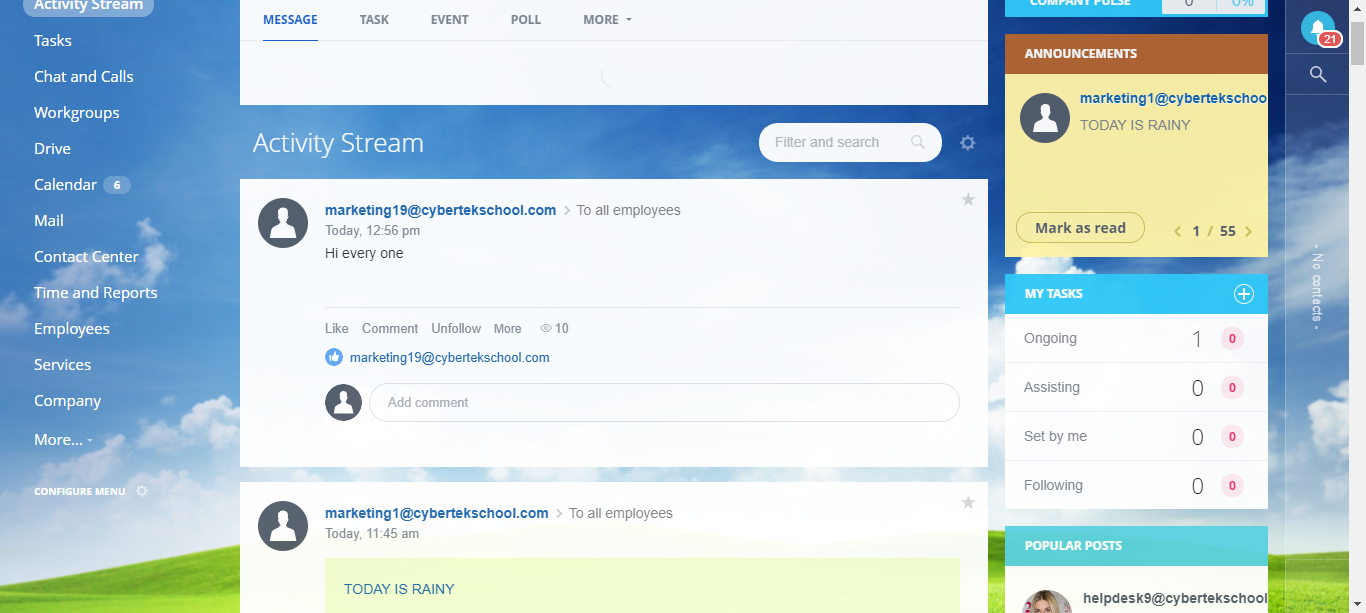 Activity Stream
Tasks
Chat and Calls
Workgroups
Drive
Calendar 6
Mail
Contact Center
Time and Reports
Employees
Services
Company
More...
CONFIGURE MENU
MESSAGE TASK EVENT POLL MORE
Activity Stream
Filter and search
marketing19@cybertekschool.com > To all employees
Today, 12:56 pm
Hi every one
Like Comment Unfollow More 10
marketing19@cybertekschool.com
Add comment
marketing1@cybertekschool.com > To all employees
Today, 11:45 am
TODAY IS RAINY
COMPANY PULSE 0 0%
ANNOUNCEMENTS
marketing1@cybertekschoo
TODAY IS RAINY
Mark as read < 1 / 55 >
MY TASKS
Ongoing 1 0
Assisting 0 0
Set by me 0 0
Following 0 0
POPULAR POSTS
helpdesk9@cybertekschool
21
- No contacts -